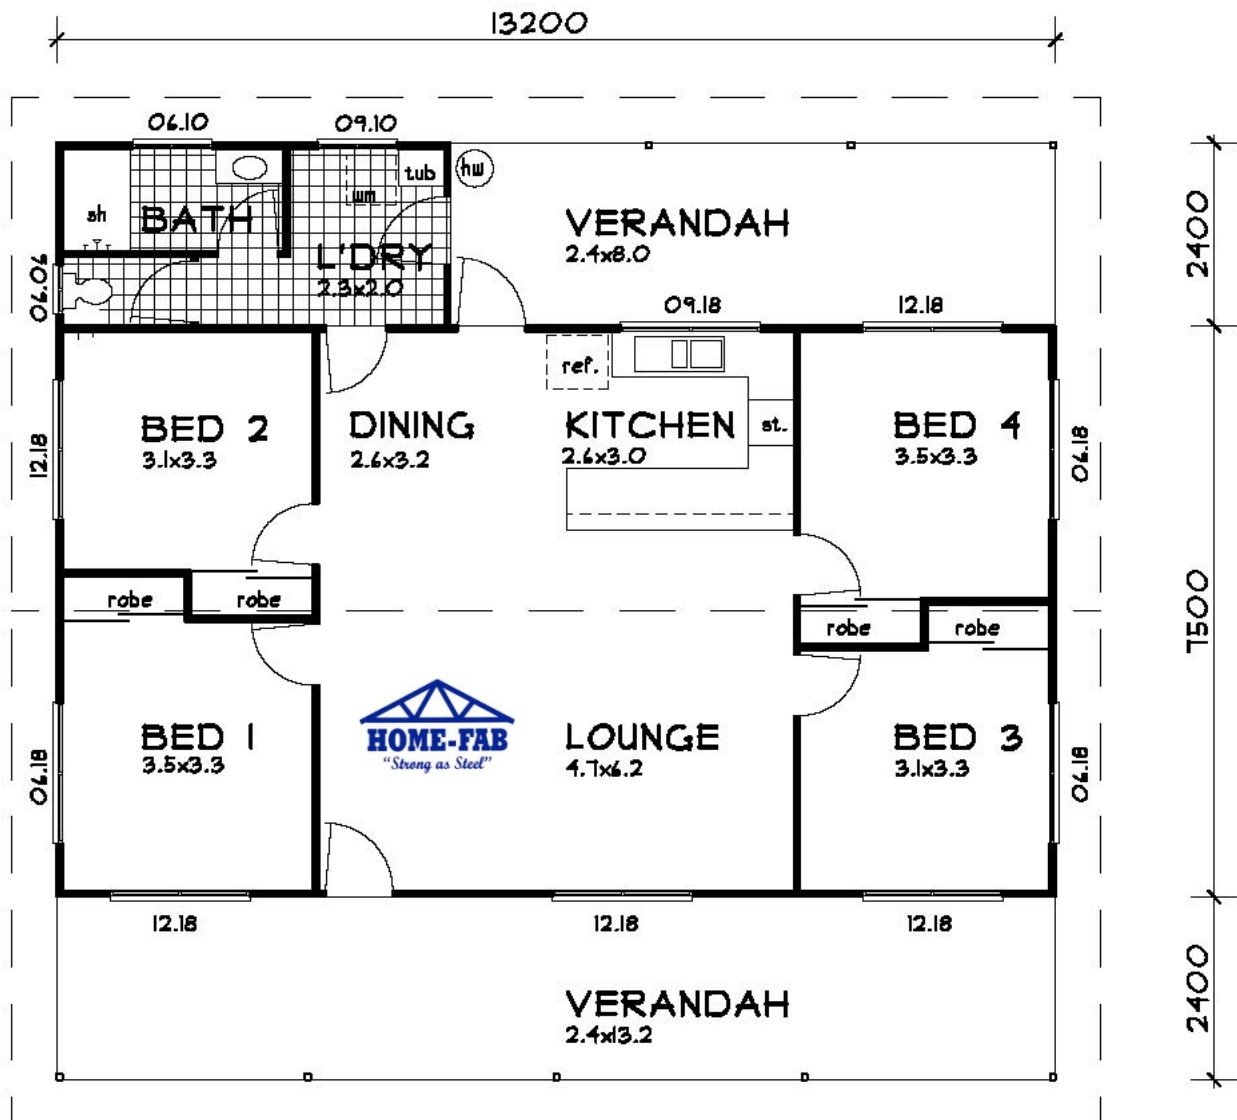 13200
06.10
09.10
sh
BATH
wm
tub
hw
L'DRY
2.3x2.0
VERANDAH
2.4x8.0
2400
06.06
09.18
12.18
ref.
BED 2
3.1x3.3
DINING
2.6x3.2
KITCHEN
2.6x3.0
st.
BED 4
3.5x3.3
12.18
06.18
robe
robe
robe
robe
7500
BED 1
3.5x3.3
HOME-FAB
"Strong as Steel"
LOUNGE
4.7x6.2
BED 3
3.1x3.3
06.18
06.18
12.18
12.18
12.18
VERANDAH
2.4x13.2
2400